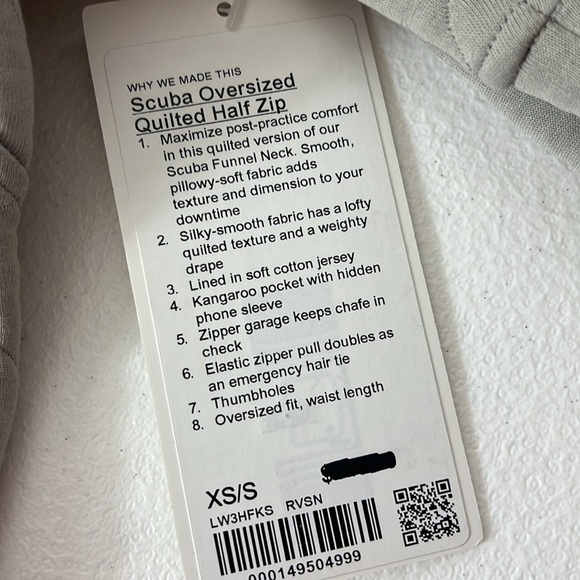 WHY WE MADE THIS
Scuba Oversized
Quilted Half Zip
1. Maximize post-practice comfort
in this quilted version of our
Scuba Funnel Neck. Smooth,
pillowy-soft fabric adds
texture and dimension to your
downtime
2. Silky-smooth fabric has a lofty
quilted texture and a weighty
drape
3. Lined in soft cotton jersey
4. Kangaroo pocket with hidden
phone sleeve
5. Zipper garage keeps chafe in
check
6. Elastic zipper pull doubles as
an emergency hair tie
7. Thumbholes
8. Oversized fit, waist length
XS/S
LW3HFKS RVSN
000149504999